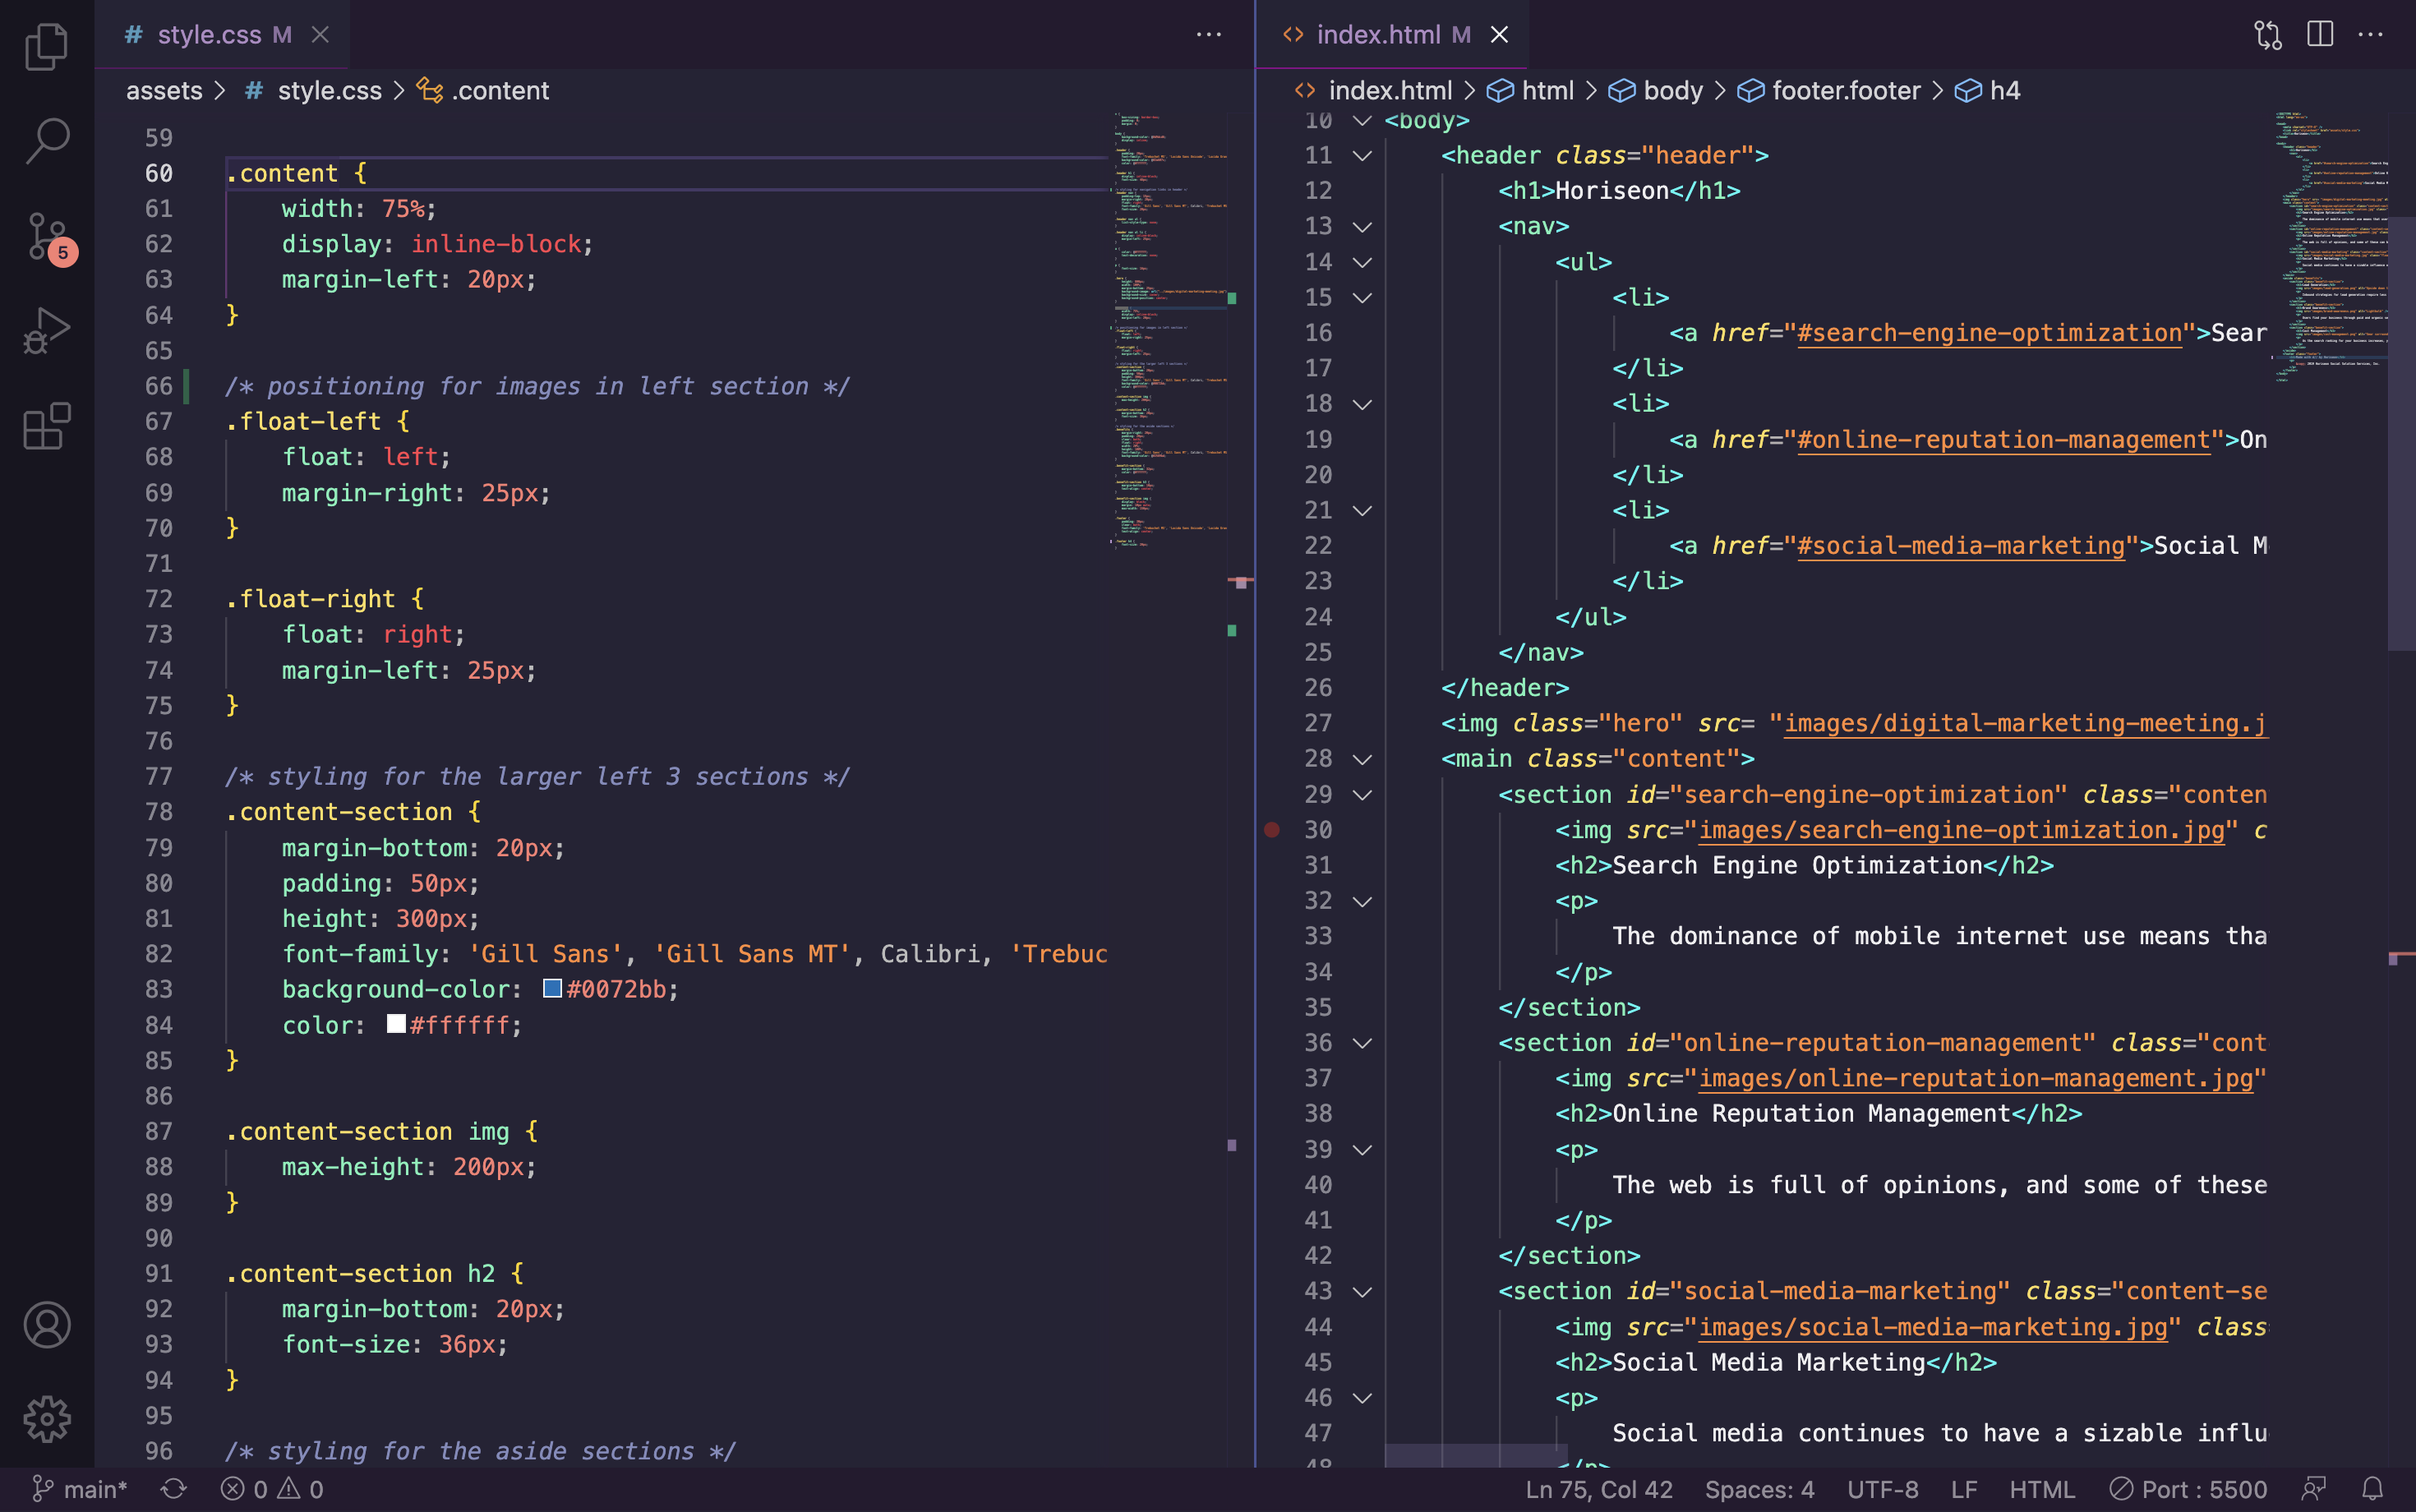 # style.css M
assets > # style.css > .content
59
60 .content {
61 width: 75%;
62 display: inline-block;
63 margin-left: 20px;
64 }
65
66 /* positioning for images in left section */
67 .float-left {
68 float: left;
69 margin-right: 25px;
70 }
71
72 .float-right {
73 float: right;
74 margin-left: 25px;
75 }
76
77 /* styling for the larger left 3 sections */
78 .content-section {
79 margin-bottom: 20px;
80 padding: 50px;
81 height: 300px;
82 font-family: 'Gill Sans', 'Gill Sans MT', Calibri, 'Trebuc
83 background-color: #0072bb;
84 color: #ffffff;
85 }
86
87 .content-section img {
88 max-height: 200px;
89 }
90
91 .content-section h2 {
92 margin-bottom: 20px;
93 font-size: 36px;
94 }
95
96 /* styling for the aside sections */
<> index.html M
<> index.html > html > body > footer.footer > h4
10 <body>
11 <header class="header">
12 <h1>Horiseon</h1>
13 <nav>
14 <ul>
15 <li>
16 <a href="#search-engine-optimization">Sear
17 </li>
18 <li>
19 <a href="#online-reputation-management">On
20 </li>
21 <li>
22 <a href="#social-media-marketing">Social M
23 </li>
24 </ul>
25 </nav>
26 </header>
27 <img class="hero" src= "images/digital-marketing-meeting.j
28 <main class="content">
29 <section id="search-engine-optimization" class="conten
30 <img src="images/search-engine-optimization.jpg" c
31 <h2>Search Engine Optimization</h2>
32 <p>
33 The dominance of mobile internet use means tha
34 </p>
35 </section>
36 <section id="online-reputation-management" class="cont
37 <img src="images/online-reputation-management.jpg"
38 <h2>Online Reputation Management</h2>
39 <p>
40 The web is full of opinions, and some of these
41 </p>
42 </section>
43 <section id="social-media-marketing" class="content-se
44 <img src="images/social-media-marketing.jpg" class
45 <h2>Social Media Marketing</h2>
46 <p>
47 Social media continues to have a sizable influ
48 </p>
5
main* 0 0 Ln 75, Col 42 Spaces: 4 UTF-8 LF HTML Port : 5500